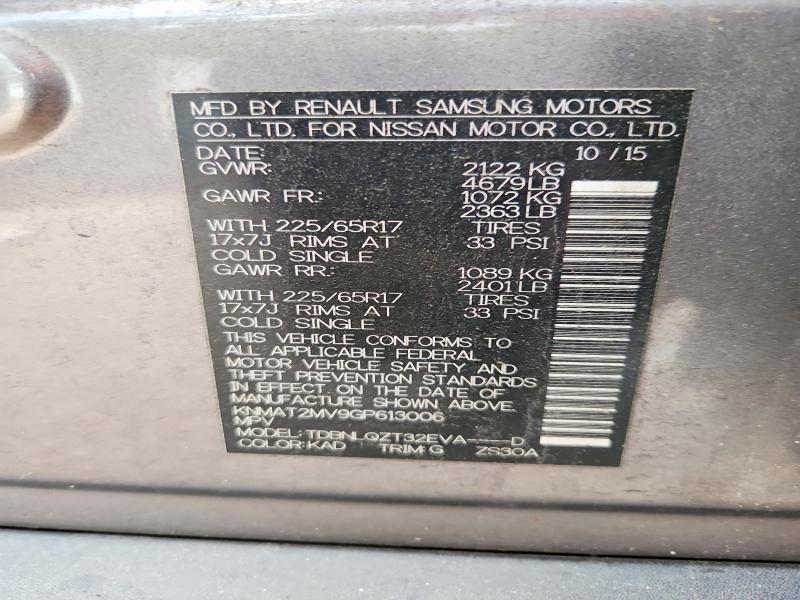 MFD BY RENAULT SAMSUNG MOTORS
CO., LTD. FOR NISSAN MOTOR CO., LTD.
DATE: 10 / 15
GVWR: 2122 KG
4679 LB
GAWR FR.: 1072 KG
2363 LB
WITH 225/65R17 TIRES
17x7J RIMS AT 33 PSI
COLD SINGLE
GAWR RR.: 1089 KG
2401 LB
WITH 225/65R17 TIRES
17x7J RIMS AT 33 PSI
COLD SINGLE
THIS VEHICLE CONFORMS TO
ALL APPLICABLE FEDERAL
MOTOR VEHICLE SAFETY AND
THEFT PREVENTION STANDARDS
IN EFFECT ON THE DATE OF
MANUFACTURE SHOWN ABOVE.
KNMAT2MV9GP613006
MPV
MODEL: TDBNLQZT32EVA----D
COLOR: KAD TRIM: G ZS30A